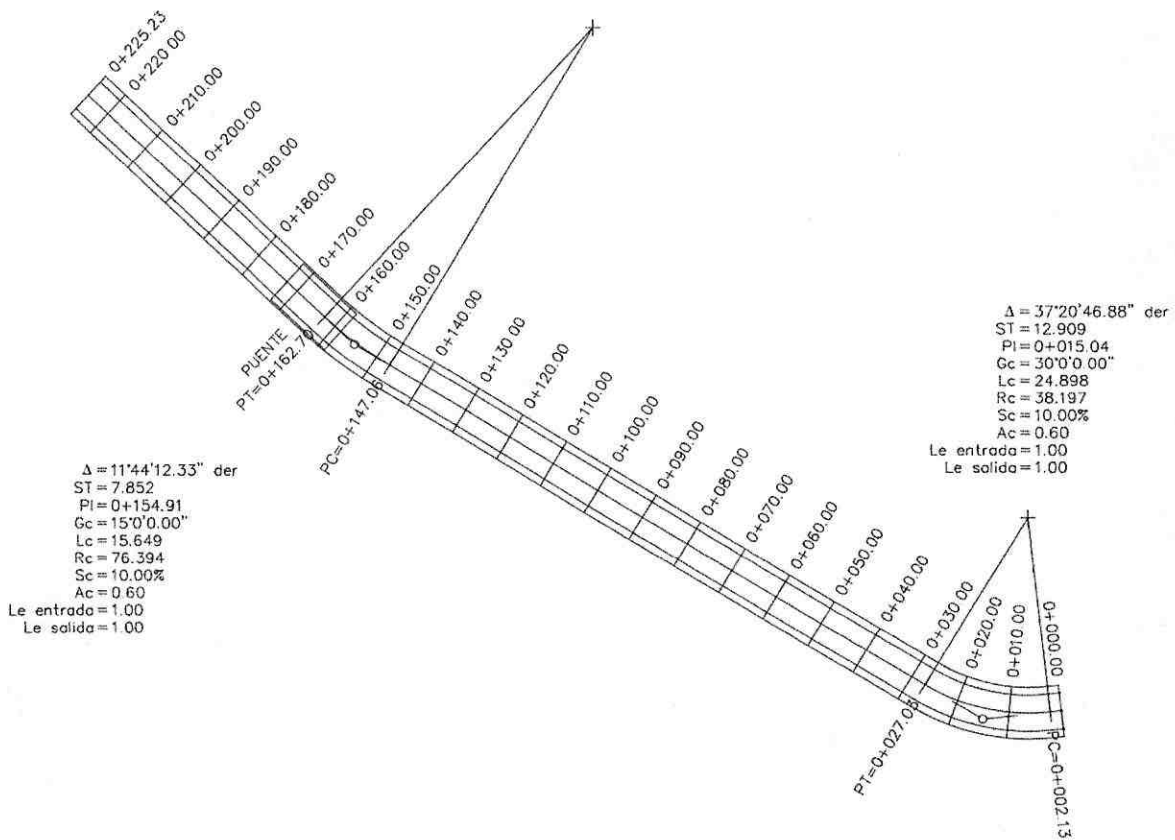 0+225.23
0+220.00
0+210.00
0+200.00
0+190.00
0+180.00
0+170.00
0+160.00
0+150.00
0+140.00
0+130.00
0+120.00
0+110.00
0+100.00
0+090.00
0+080.00
0+070.00
0+060.00
0+050.00
0+040.00
0+030.00
0+020.00
0+010.00
0+000.00
PUENTE
PC=0+147.06
PT=0+027.03
PC=0+002.13
Δ = 11°44'12.33" der
ST = 7.852
PI = 0+154.91
Gc = 15°0'0.00"
Lc = 15.649
Rc = 76.394
Sc = 10.00%
Ac = 0.60
Le entrada = 1.00
Le salida = 1.00
Δ = 37°20'46.88" der
ST = 12.909
PI = 0+015.04
Gc = 30°0'0.00"
Lc = 24.898
Rc = 38.197
Sc = 10.00%
Ac = 0.60
Le entrada = 1.00
Le salida = 1.00